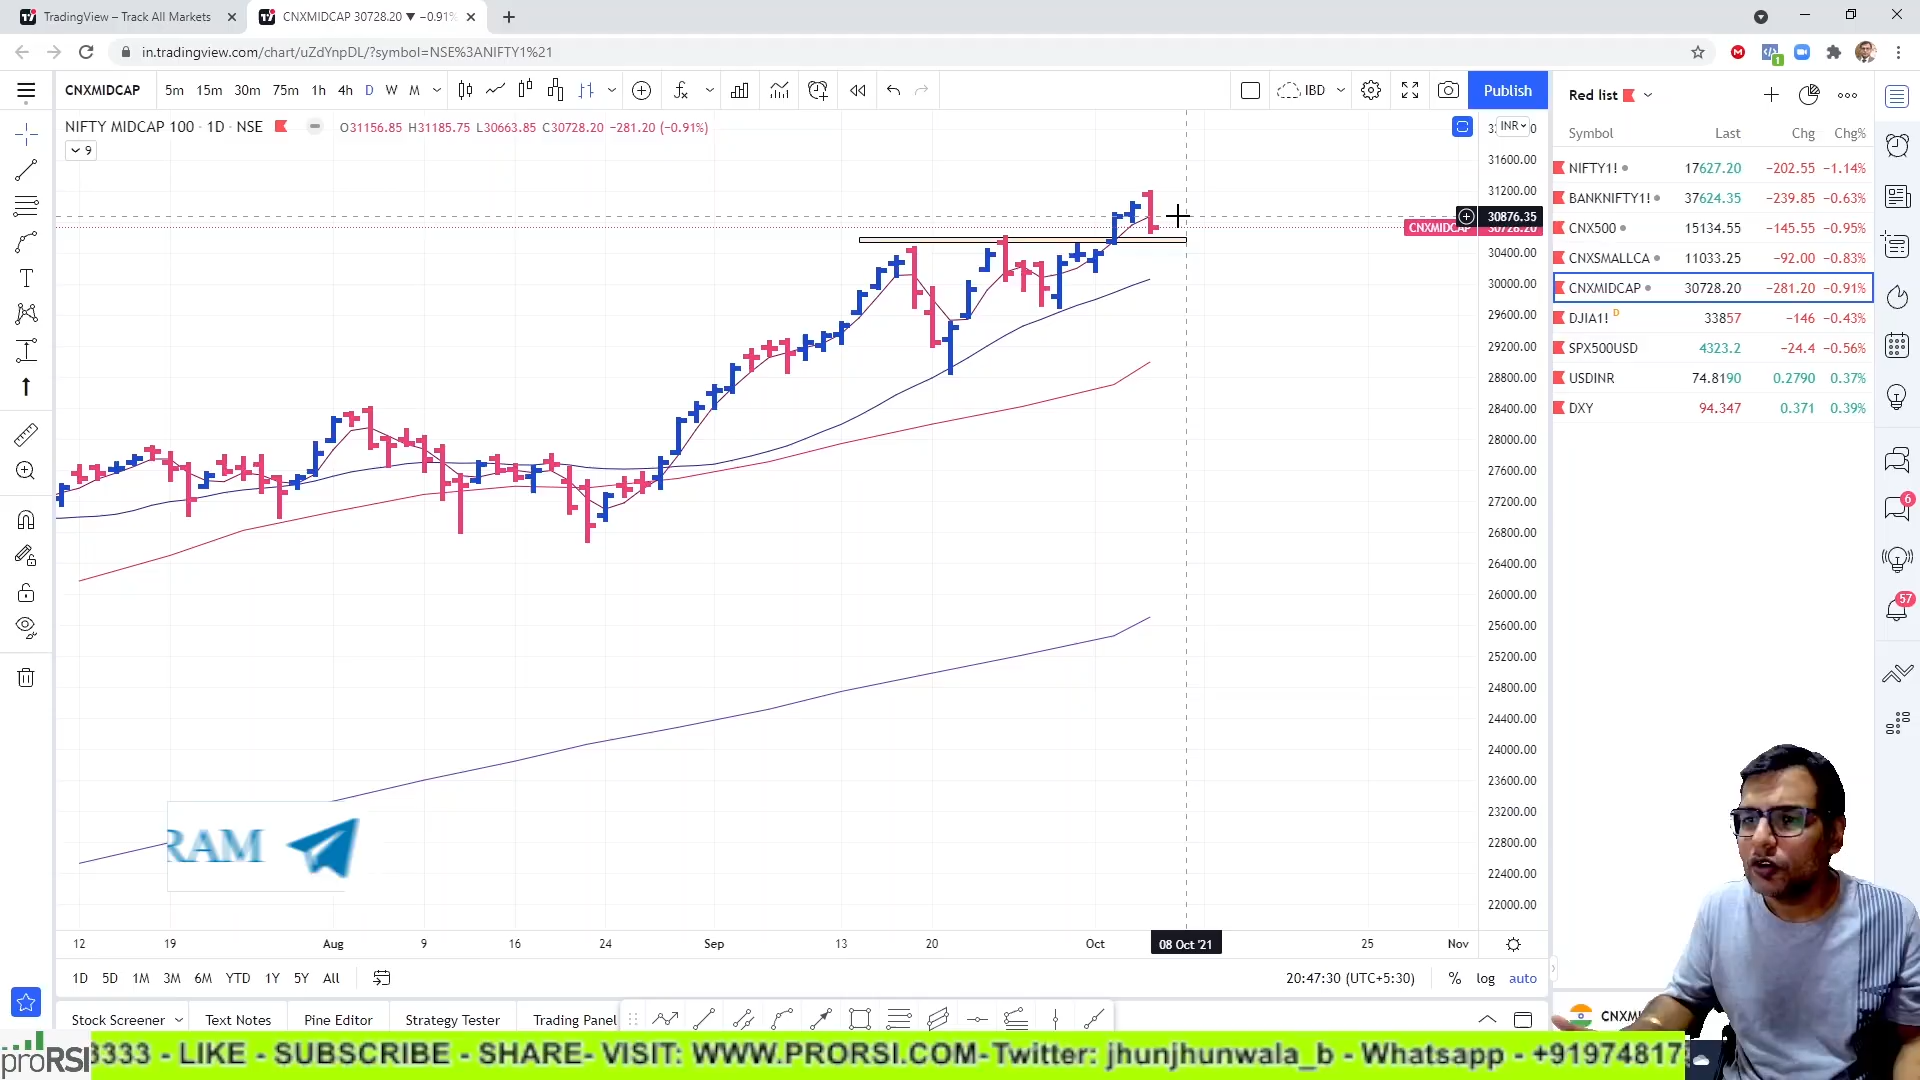 TradingView – Track All Markets
CNXMIDCAP 30728.20 ▼ −0.91%
in.tradingview.com/chart/uZdYnpDL/?symbol=NSE%3ANIFTY1%21
CNXMIDCAP 5m 15m 30m 75m 1h 4h D W M IBD Publish
NIFTY MIDCAP 100 · 1D · NSE O31156.85 H31185.75 L30663.85 C30728.20 −281.20 (−0.91%)
9
INR
31600.00
31200.00
30876.35
CNXMIDCAP 30728.20
30400.00
30000.00
29600.00
29200.00
28800.00
28400.00
28000.00
27600.00
27200.00
26800.00
26400.00
26000.00
25600.00
25200.00
24800.00
24400.00
24000.00
23600.00
23200.00
22800.00
22400.00
22000.00
Red list
Symbol Last Chg Chg%
NIFTY1! 17627.20 −202.55 −1.14%
BANKNIFTY1! 37624.35 −239.85 −0.63%
CNX500 15134.55 −145.55 −0.95%
CNXSMALLCA 11033.25 −92.00 −0.83%
CNXMIDCAP 30728.20 −281.20 −0.91%
DJIA1! D 33857 −146 −0.43%
SPX500USD 4323.2 −24.4 −0.56%
USDINR 74.8190 0.2790 0.37%
DXY 94.347 0.371 0.39%
6
57
RAM
12 19 Aug 9 16 24 Sep 13 20 Oct 08 Oct '21 25 Nov
1D 5D 1M 3M 6M YTD 1Y 5Y All 20:47:30 (UTC+5:30) % log auto
Stock Screener Text Notes Pine Editor Strategy Tester Trading Panel
CNXMI
proRSI
3333 - LIKE - SUBSCRIBE - SHARE- VISIT: WWW.PRORSI.COM-Twitter: jhunjhunwala_b - Whatsapp - +91974817